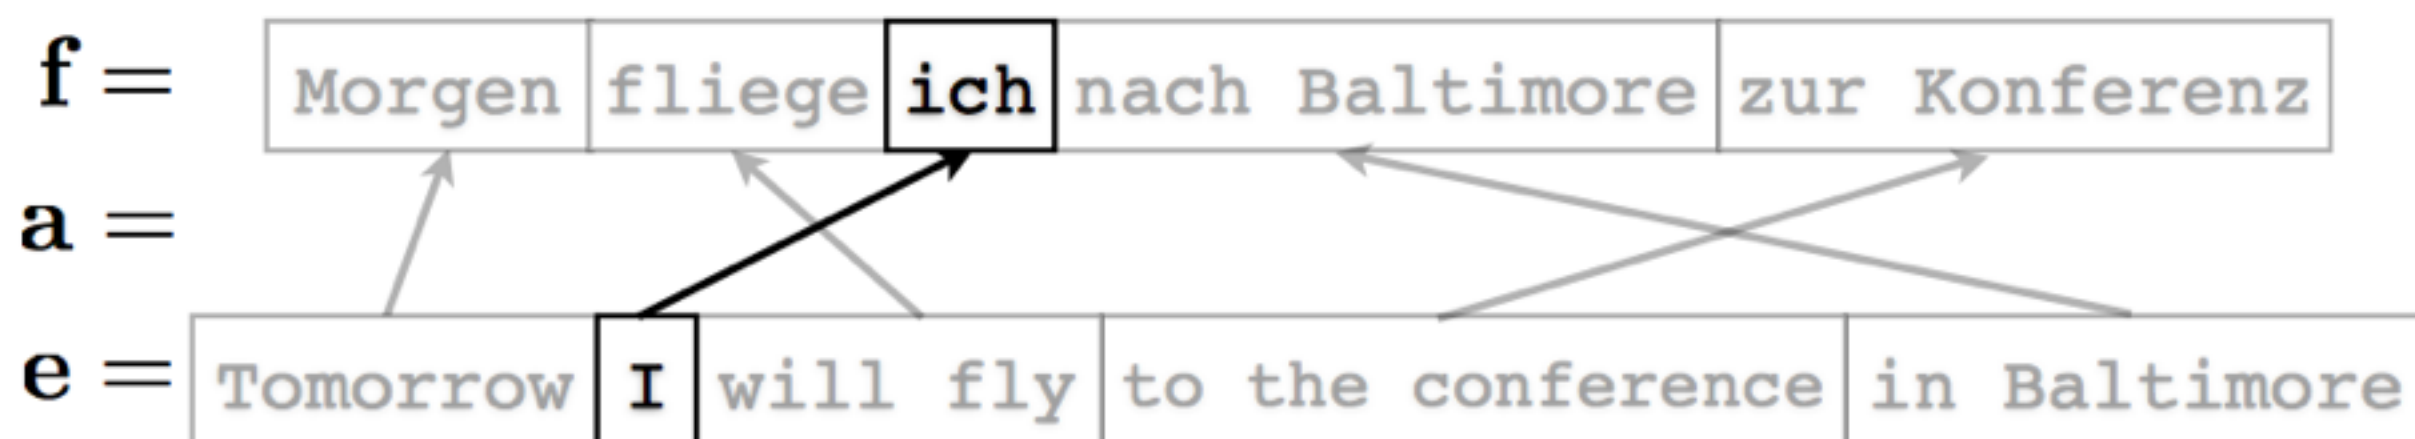 f = Morgen fliege ich nach Baltimore zur Konferenz
a =
e = Tomorrow I will fly to the conference in Baltimore